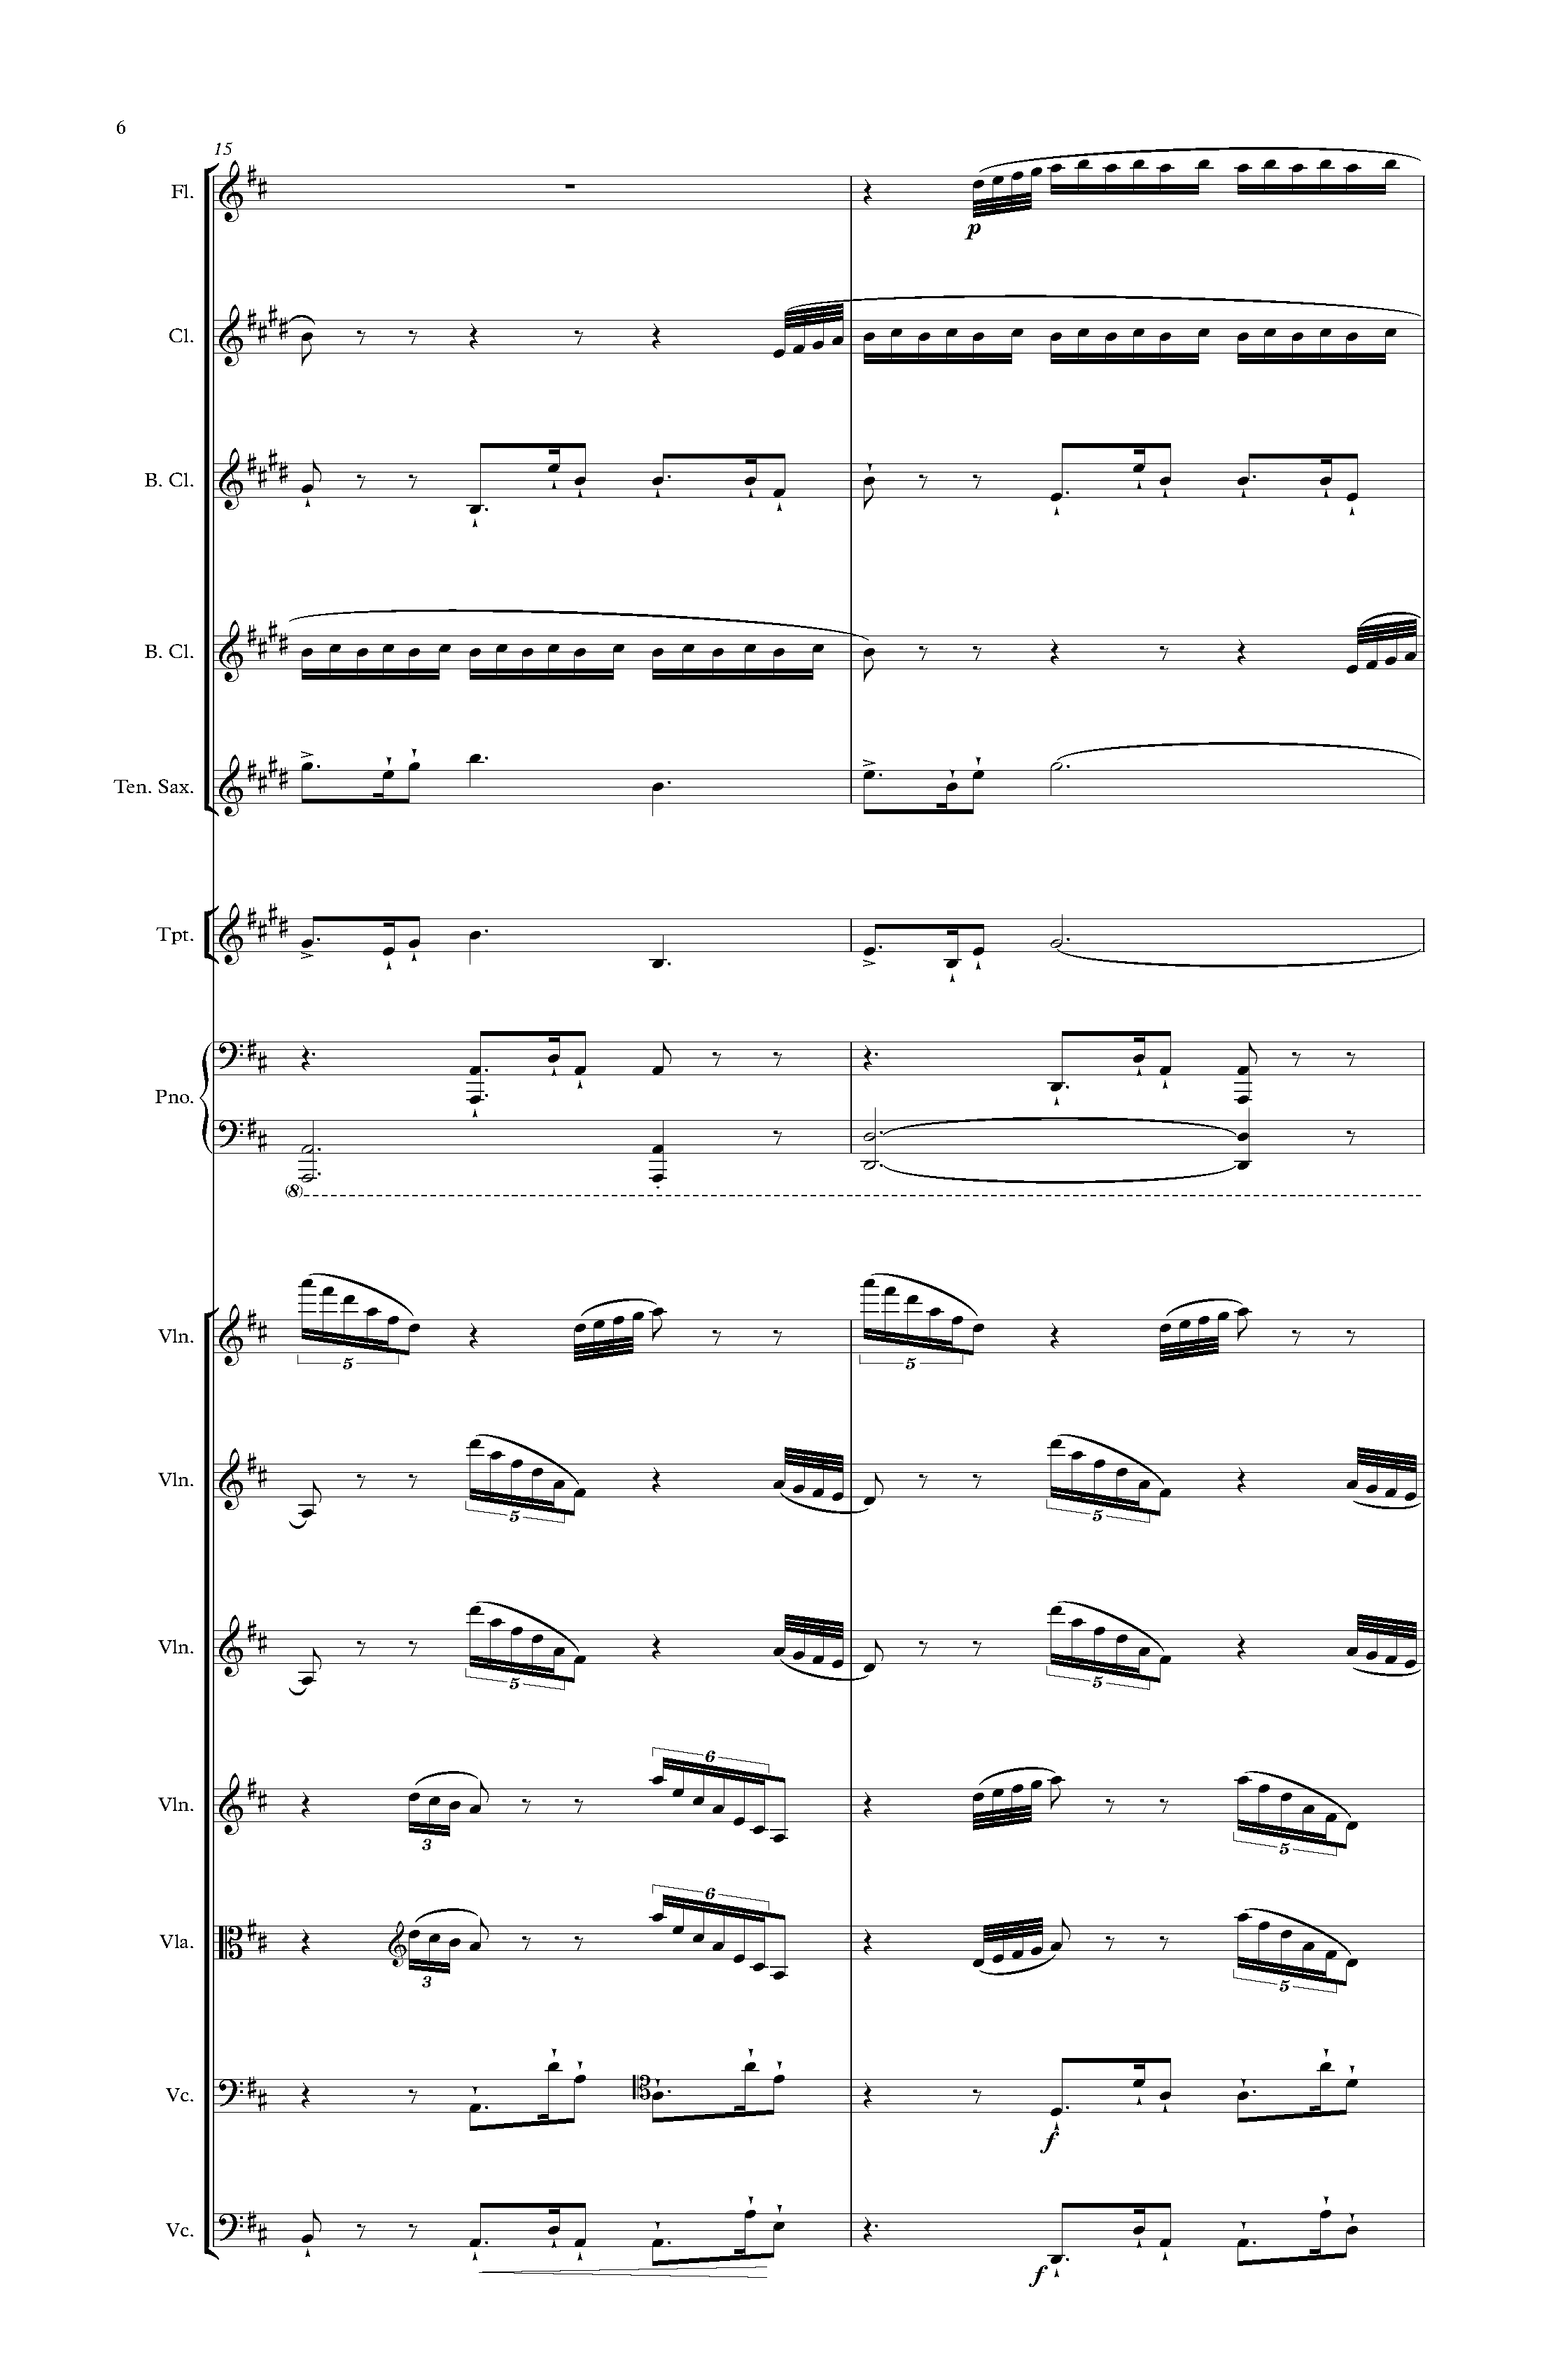 6
15
Fl.
p
Cl.
B. Cl.
B. Cl.
Ten. Sax.
Tpt.
Pno.
(8)
Vln.
5
5
Vln.
5
5
Vln.
5
5
Vln.
3
6
5
Vla.
3
6
5
Vc.
f
Vc.
f